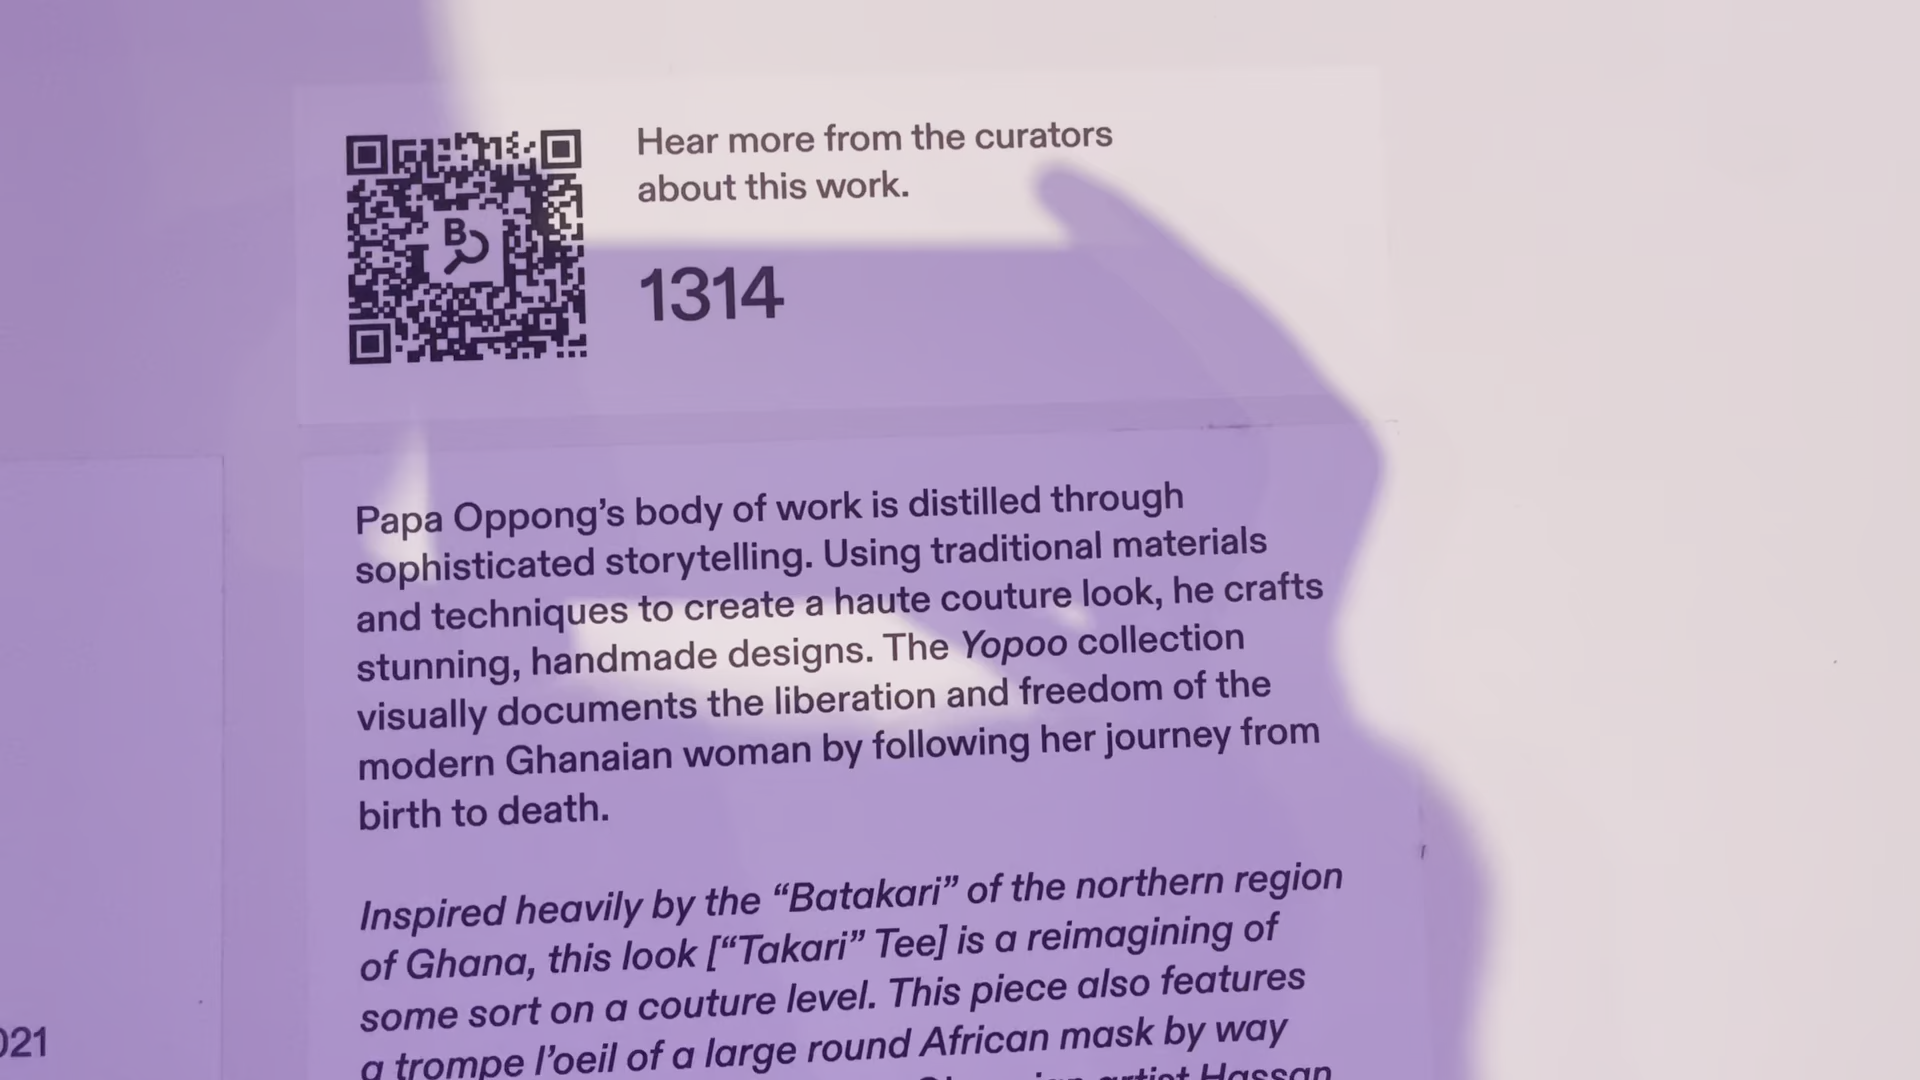 Hear more from the curators
about this work.
B
1314
Papa Oppong’s body of work is distilled through
sophisticated storytelling. Using traditional materials
and techniques to create a haute couture look, he crafts
stunning, handmade designs. The Yopoo collection
visually documents the liberation and freedom of the
modern Ghanaian woman by following her journey from
birth to death.
Inspired heavily by the “Batakari” of the northern region
of Ghana, this look [“Takari” Tee] is a reimagining of
some sort on a couture level. This piece also features
a trompe l’oeil of a large round African mask by way
artist Hassan
021